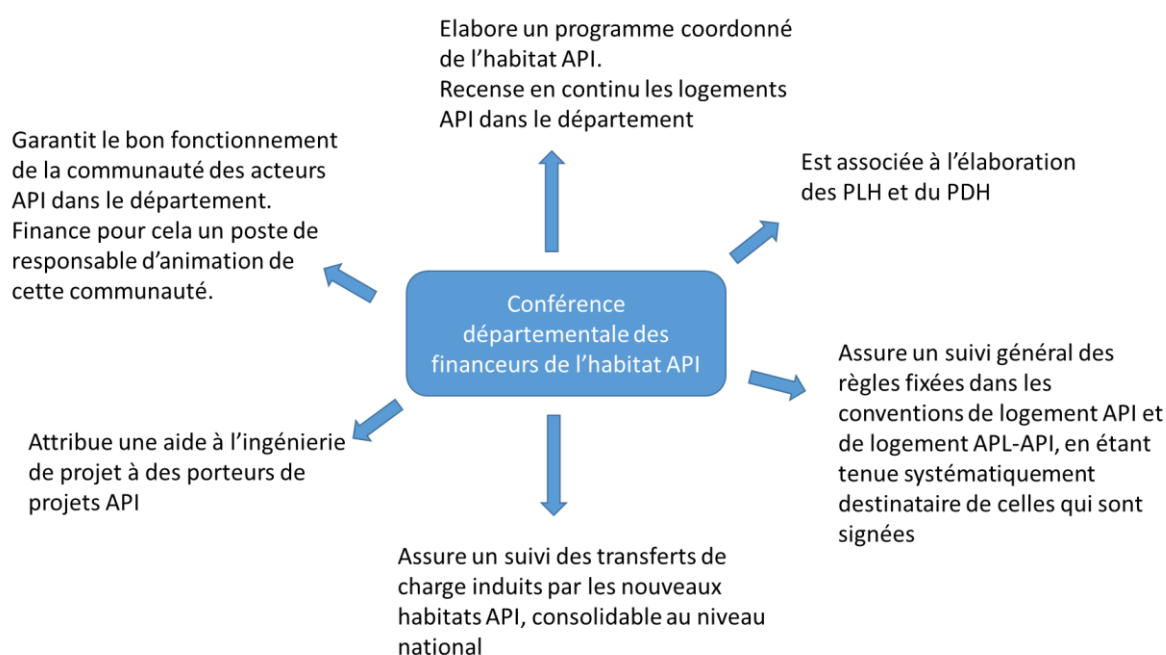 Elabore un programme coordonné
de l'habitat API.
Recense en continu les logements
API dans le département
Garantit le bon fonctionnement
de la communauté des acteurs
API dans le département.
Finance pour cela un poste de
responsable d'animation de
cette communauté.
Est associée à l'élaboration
des PLH et du PDH
Conférence
départementale des
financeurs de l'habitat API
Assure un suivi général des
règles fixées dans les
conventions de logement API et
de logement APL-API, en étant
tenue systématiquement
destinataire de celles qui sont
signées
Attribue une aide à l'ingénierie
de projet à des porteurs de
projets API
Assure un suivi des transferts de
charge induits par les nouveaux
habitats API, consolidable au niveau
national